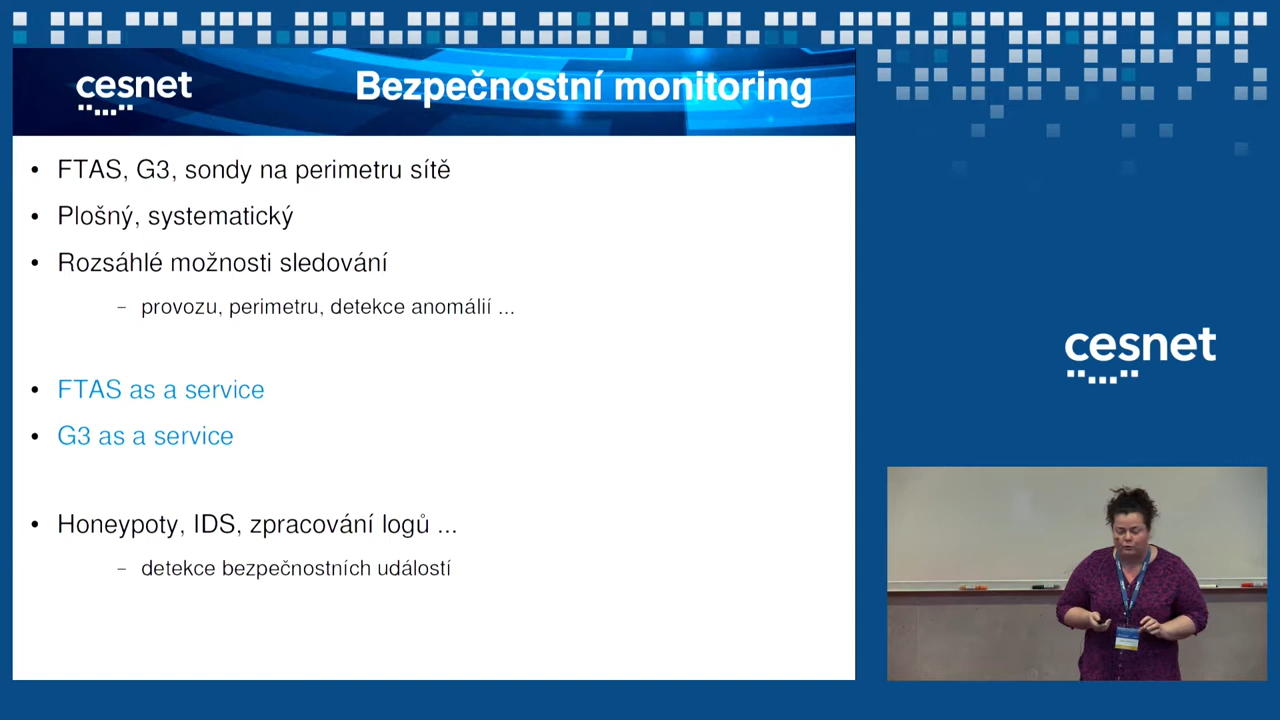 cesnet
Bezpečnostní monitoring
• FTAS, G3, sondy na perimetru sítě
• Plošný, systematický
• Rozsáhlé možnosti sledování
– provozu, perimetru, detekce anomálií ...
• FTAS as a service
• G3 as a service
• Honeypoty, IDS, zpracování logů ...
– detekce bezpečnostních událostí
cesnet